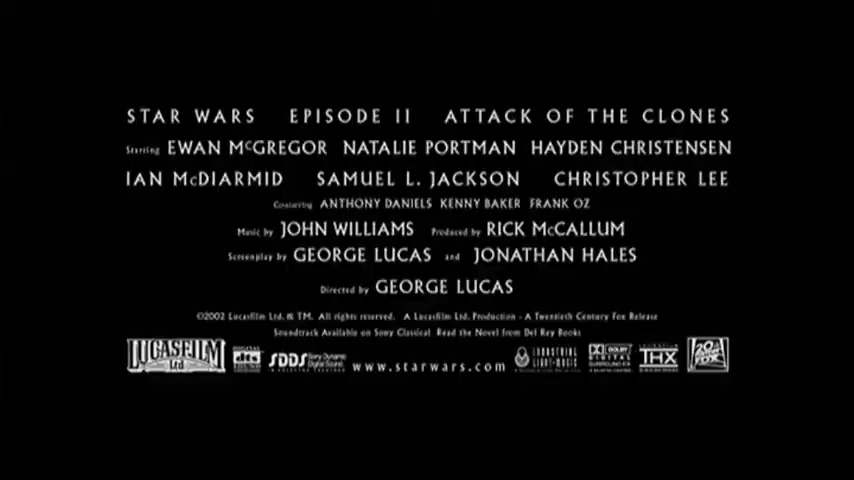 STAR WARS EPISODE II ATTACK OF THE CLONES
Starring EWAN McGREGOR NATALIE PORTMAN HAYDEN CHRISTENSEN
IAN McDIARMID SAMUEL L. JACKSON CHRISTOPHER LEE
Costarring ANTHONY DANIELS KENNY BAKER FRANK OZ
Music by JOHN WILLIAMS Produced by RICK McCALLUM
Screenplay by GEORGE LUCAS and JONATHAN HALES
Directed by GEORGE LUCAS
©2002 Lucasfilm Ltd. & TM. All rights reserved. A Lucasfilm Ltd. Production - A Twentieth Century Fox Release
Soundtrack Available on Sony Classical Read the Novel from Del Rey Books
LUCASFILM Ltd DIGITAL dts SDDS Sony Dynamic Digital Sound www.starwars.com INDUSTRIAL LIGHT+MAGIC DOLBY DIGITAL THX 20th CENTURY FOX